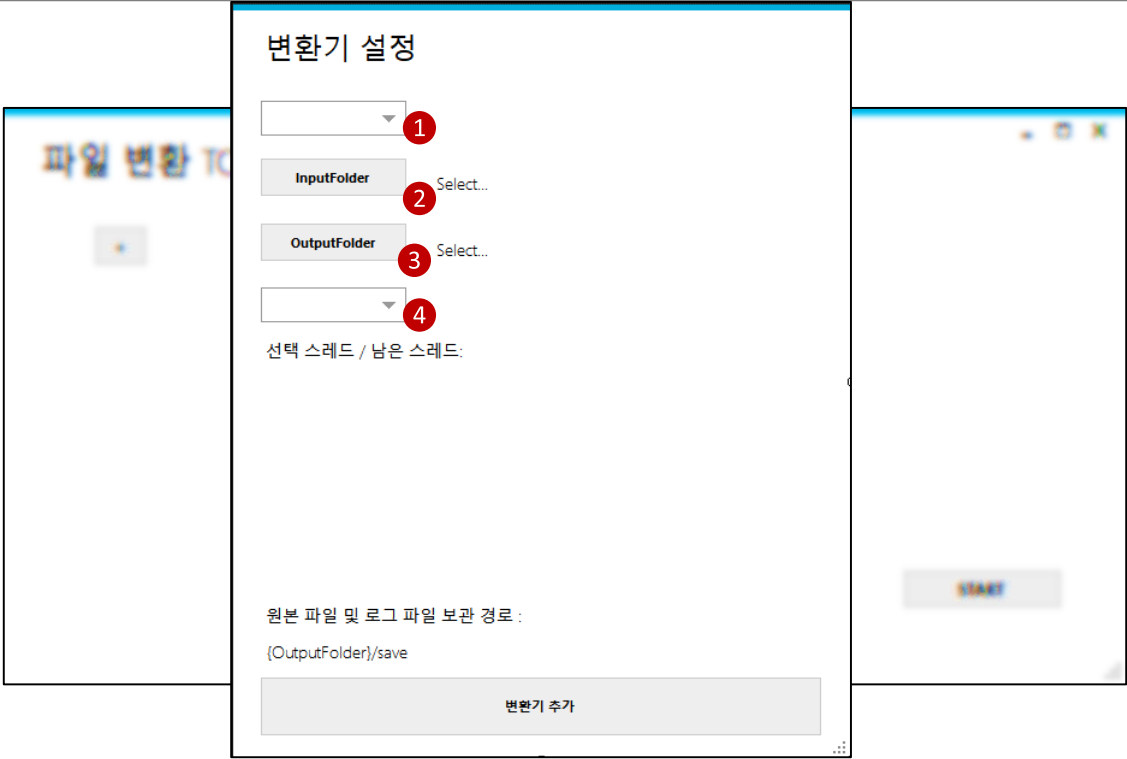 변환기 설정
1
InputFolder
2
Select...
OutputFolder
3
Select...
4
선택 스레드 / 남은 스레드:
원본 파일 및 로그 파일 보관 경로 :
{OutputFolder}/save
변환기 추가
파일 변환 TO
START